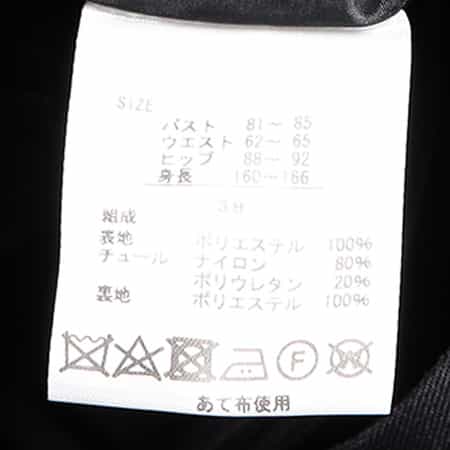 SIZE
バスト 81〜 85
ウエスト 62〜 65
ヒップ 88〜 92
身長 160〜166
組成
表地 ポリエステル 100%
チュール ナイロン 80%
ポリウレタン 20%
裏地 ポリエステル 100%
F W
あて布使用